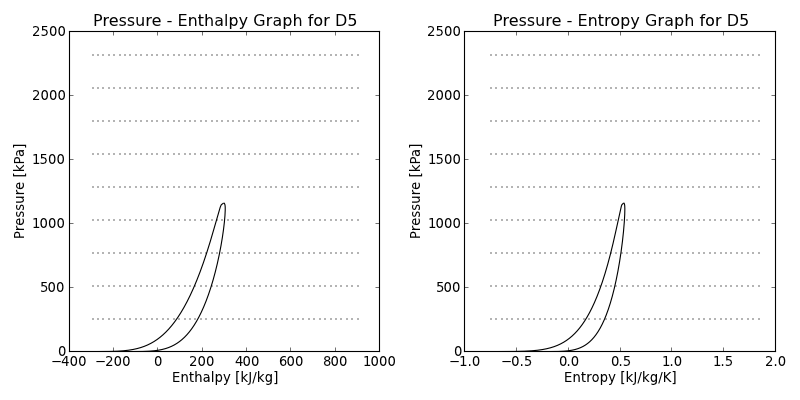 Pressure - Enthalpy Graph for D5
2500
2000
1500
1000
500
0
Pressure [kPa]
−400 −200 0 200 400 600 800 1000
Enthalpy [kJ/kg]
Pressure - Entropy Graph for D5
2500
2000
1500
1000
500
0
Pressure [kPa]
−1.0 −0.5 0.0 0.5 1.0 1.5 2.0
Entropy [kJ/kg/K]